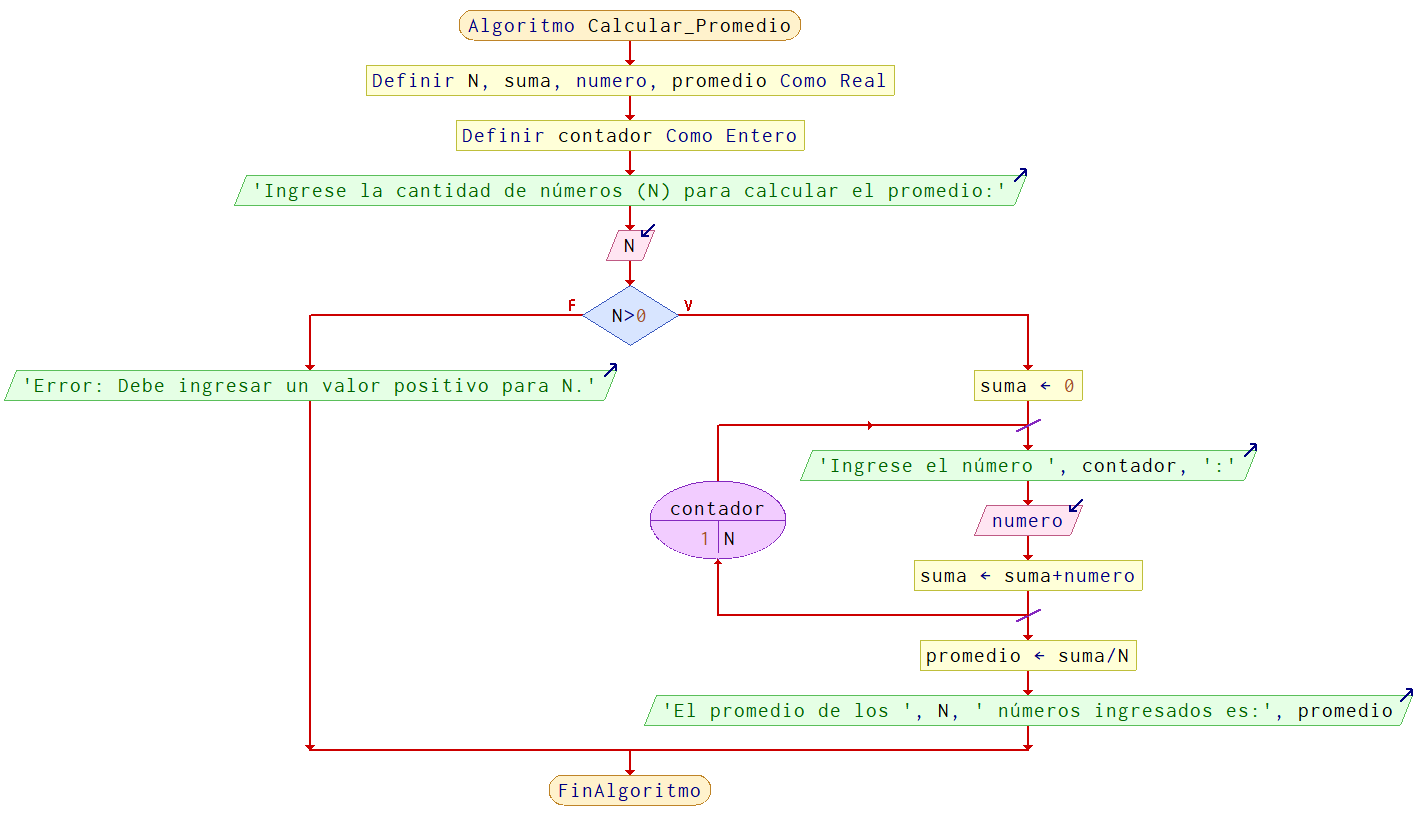 Algoritmo Calcular_Promedio
Definir N, suma, numero, promedio Como Real
Definir contador Como Entero
'Ingrese la cantidad de números (N) para calcular el promedio:'
N
F
N>0
V
'Error: Debe ingresar un valor positivo para N.'
suma ← 0
'Ingrese el número ', contador, ':'
contador
1 N
numero
suma ← suma+numero
promedio ← suma/N
'El promedio de los ', N, ' números ingresados es:', promedio
FinAlgoritmo